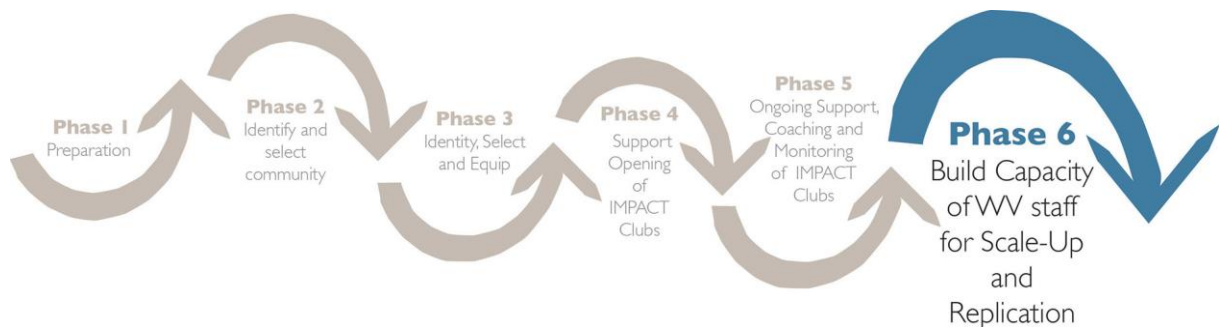 Phase 1
Preparation
Phase 2
Identify and
select
community
Phase 3
Identity, Select
and Equip
Phase 4
Support
Opening
of
IMPACT
Clubs
Phase 5
Ongoing Support,
Coaching and
Monitoring
of IMPACT
Clubs
Phase 6
Build Capacity
of WV staff
for Scale-Up
and
Replication